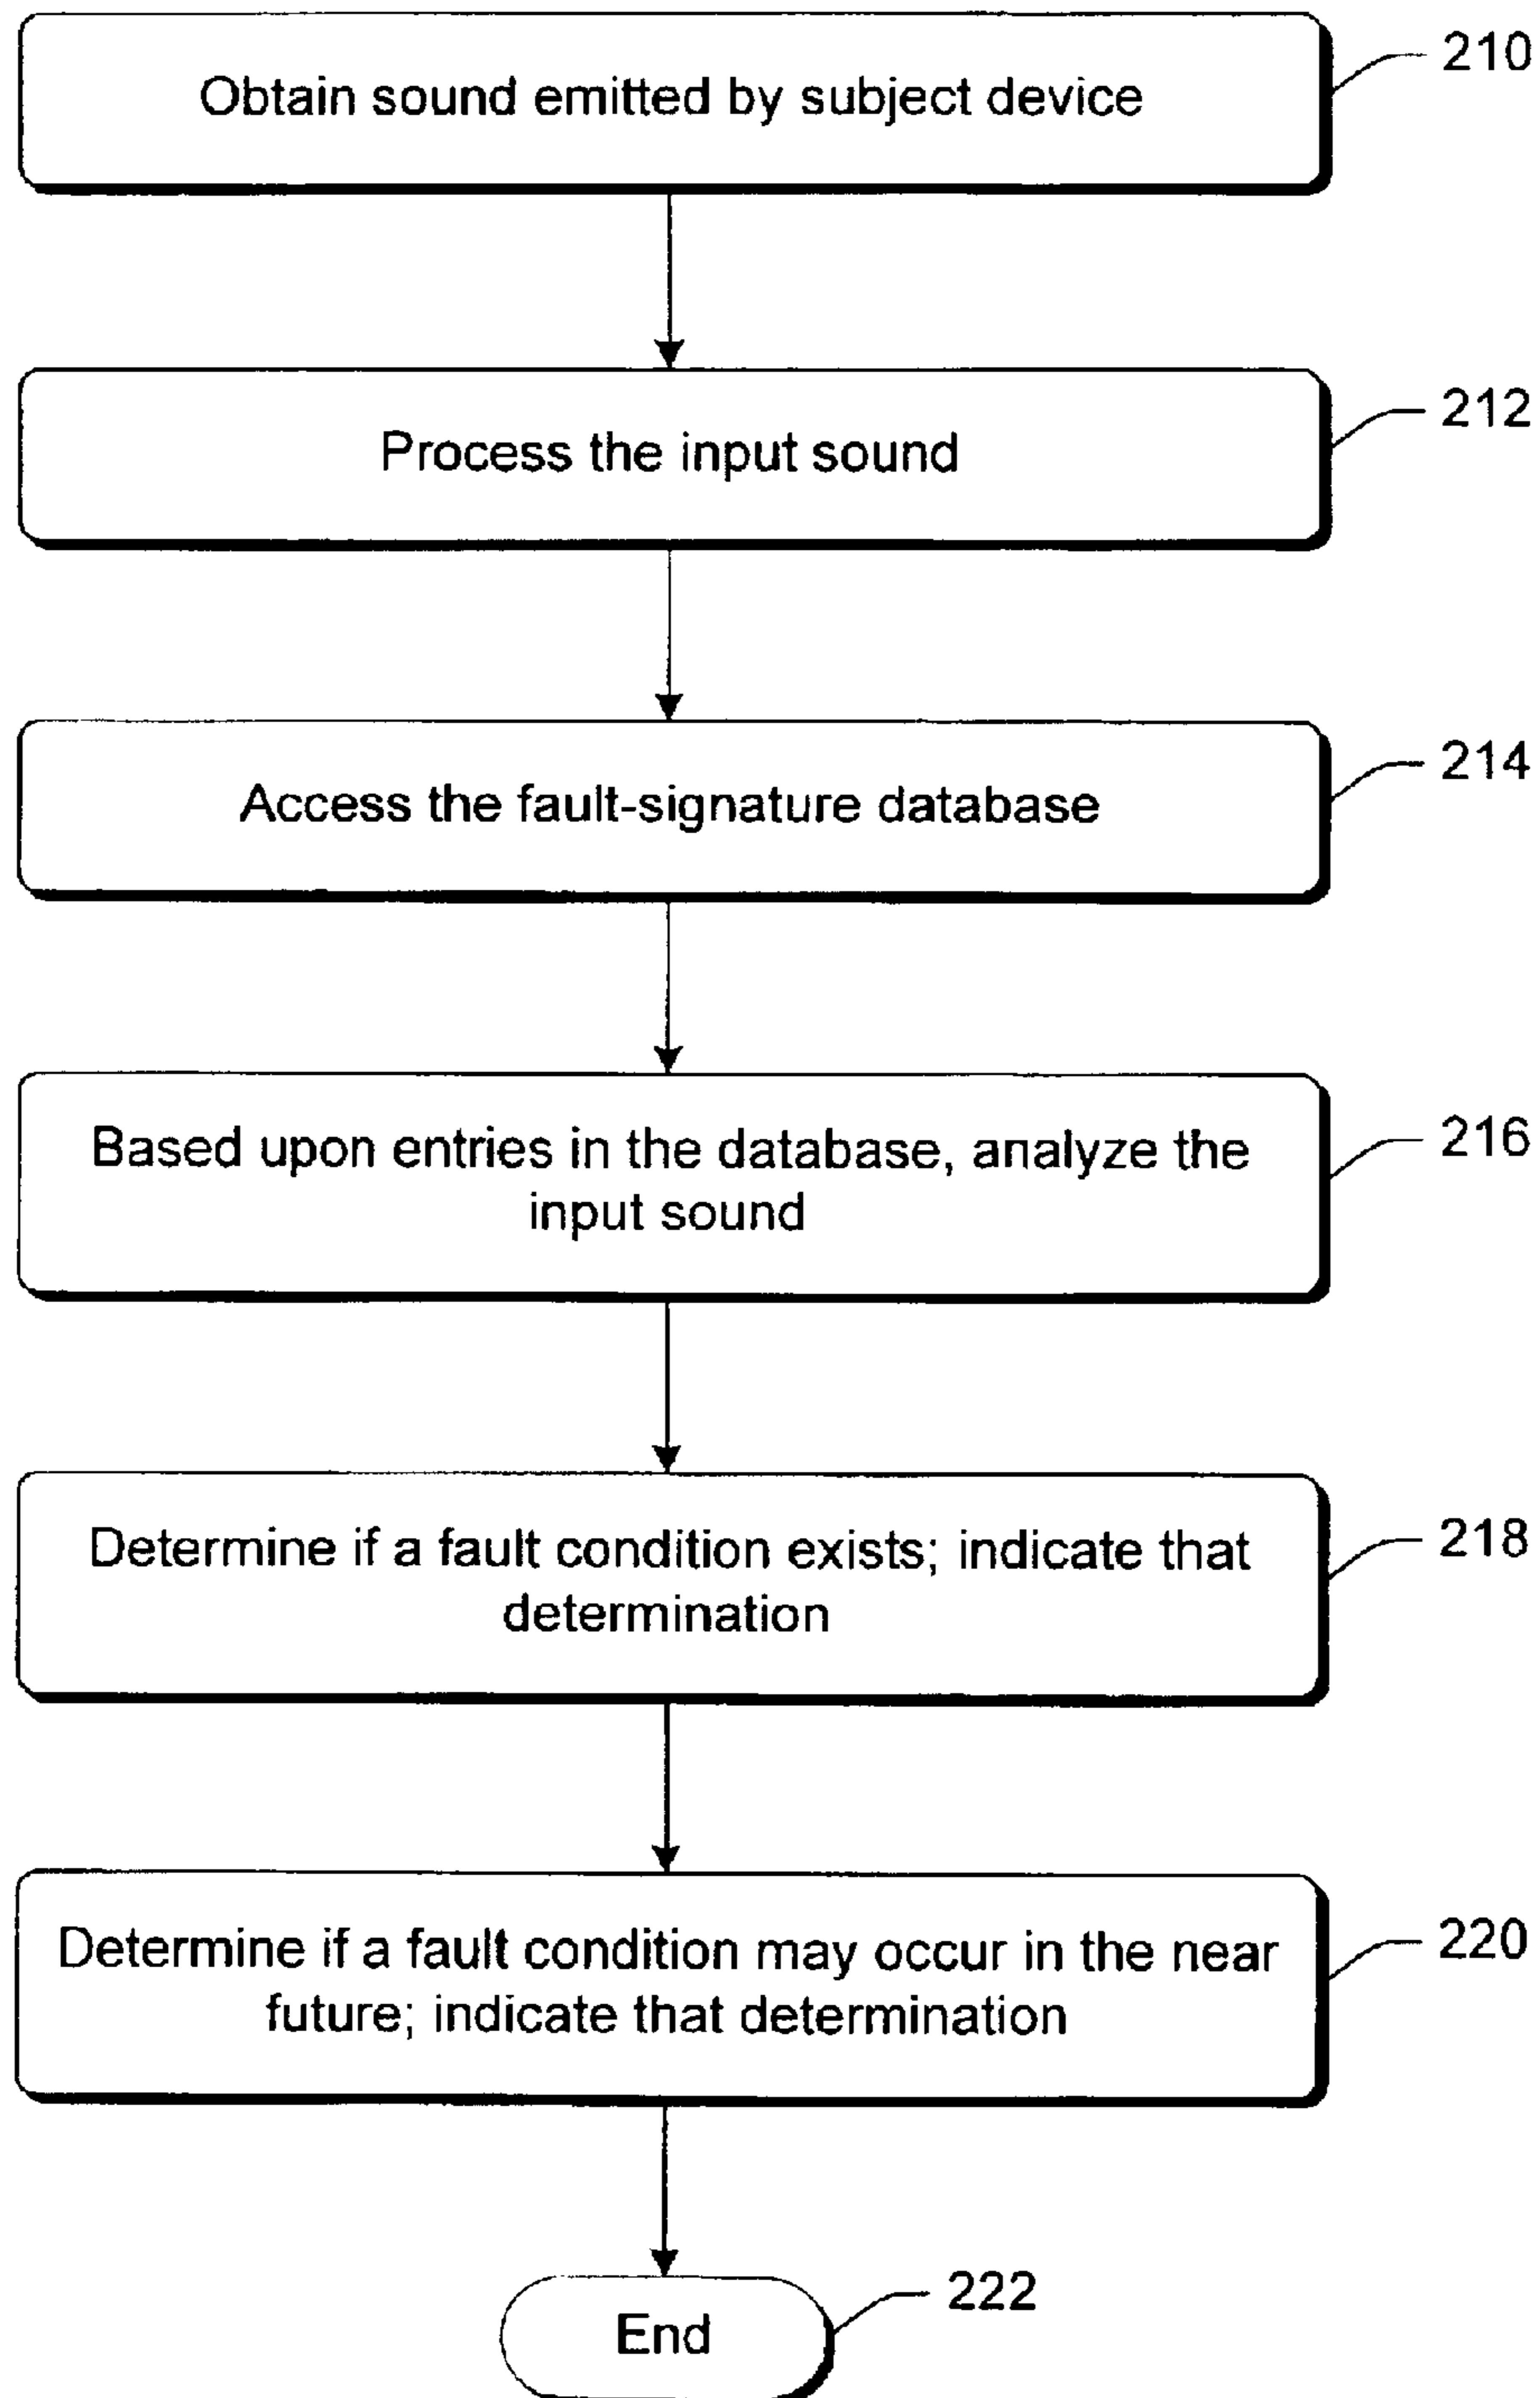 Obtain sound emitted by subject device
210
Process the input sound
212
Access the fault-signature database
214
Based upon entries in the database, analyze the
input sound
216
Determine if a fault condition exists; indicate that
determination
218
Determine if a fault condition may occur in the near
future; indicate that determination
220
End
222